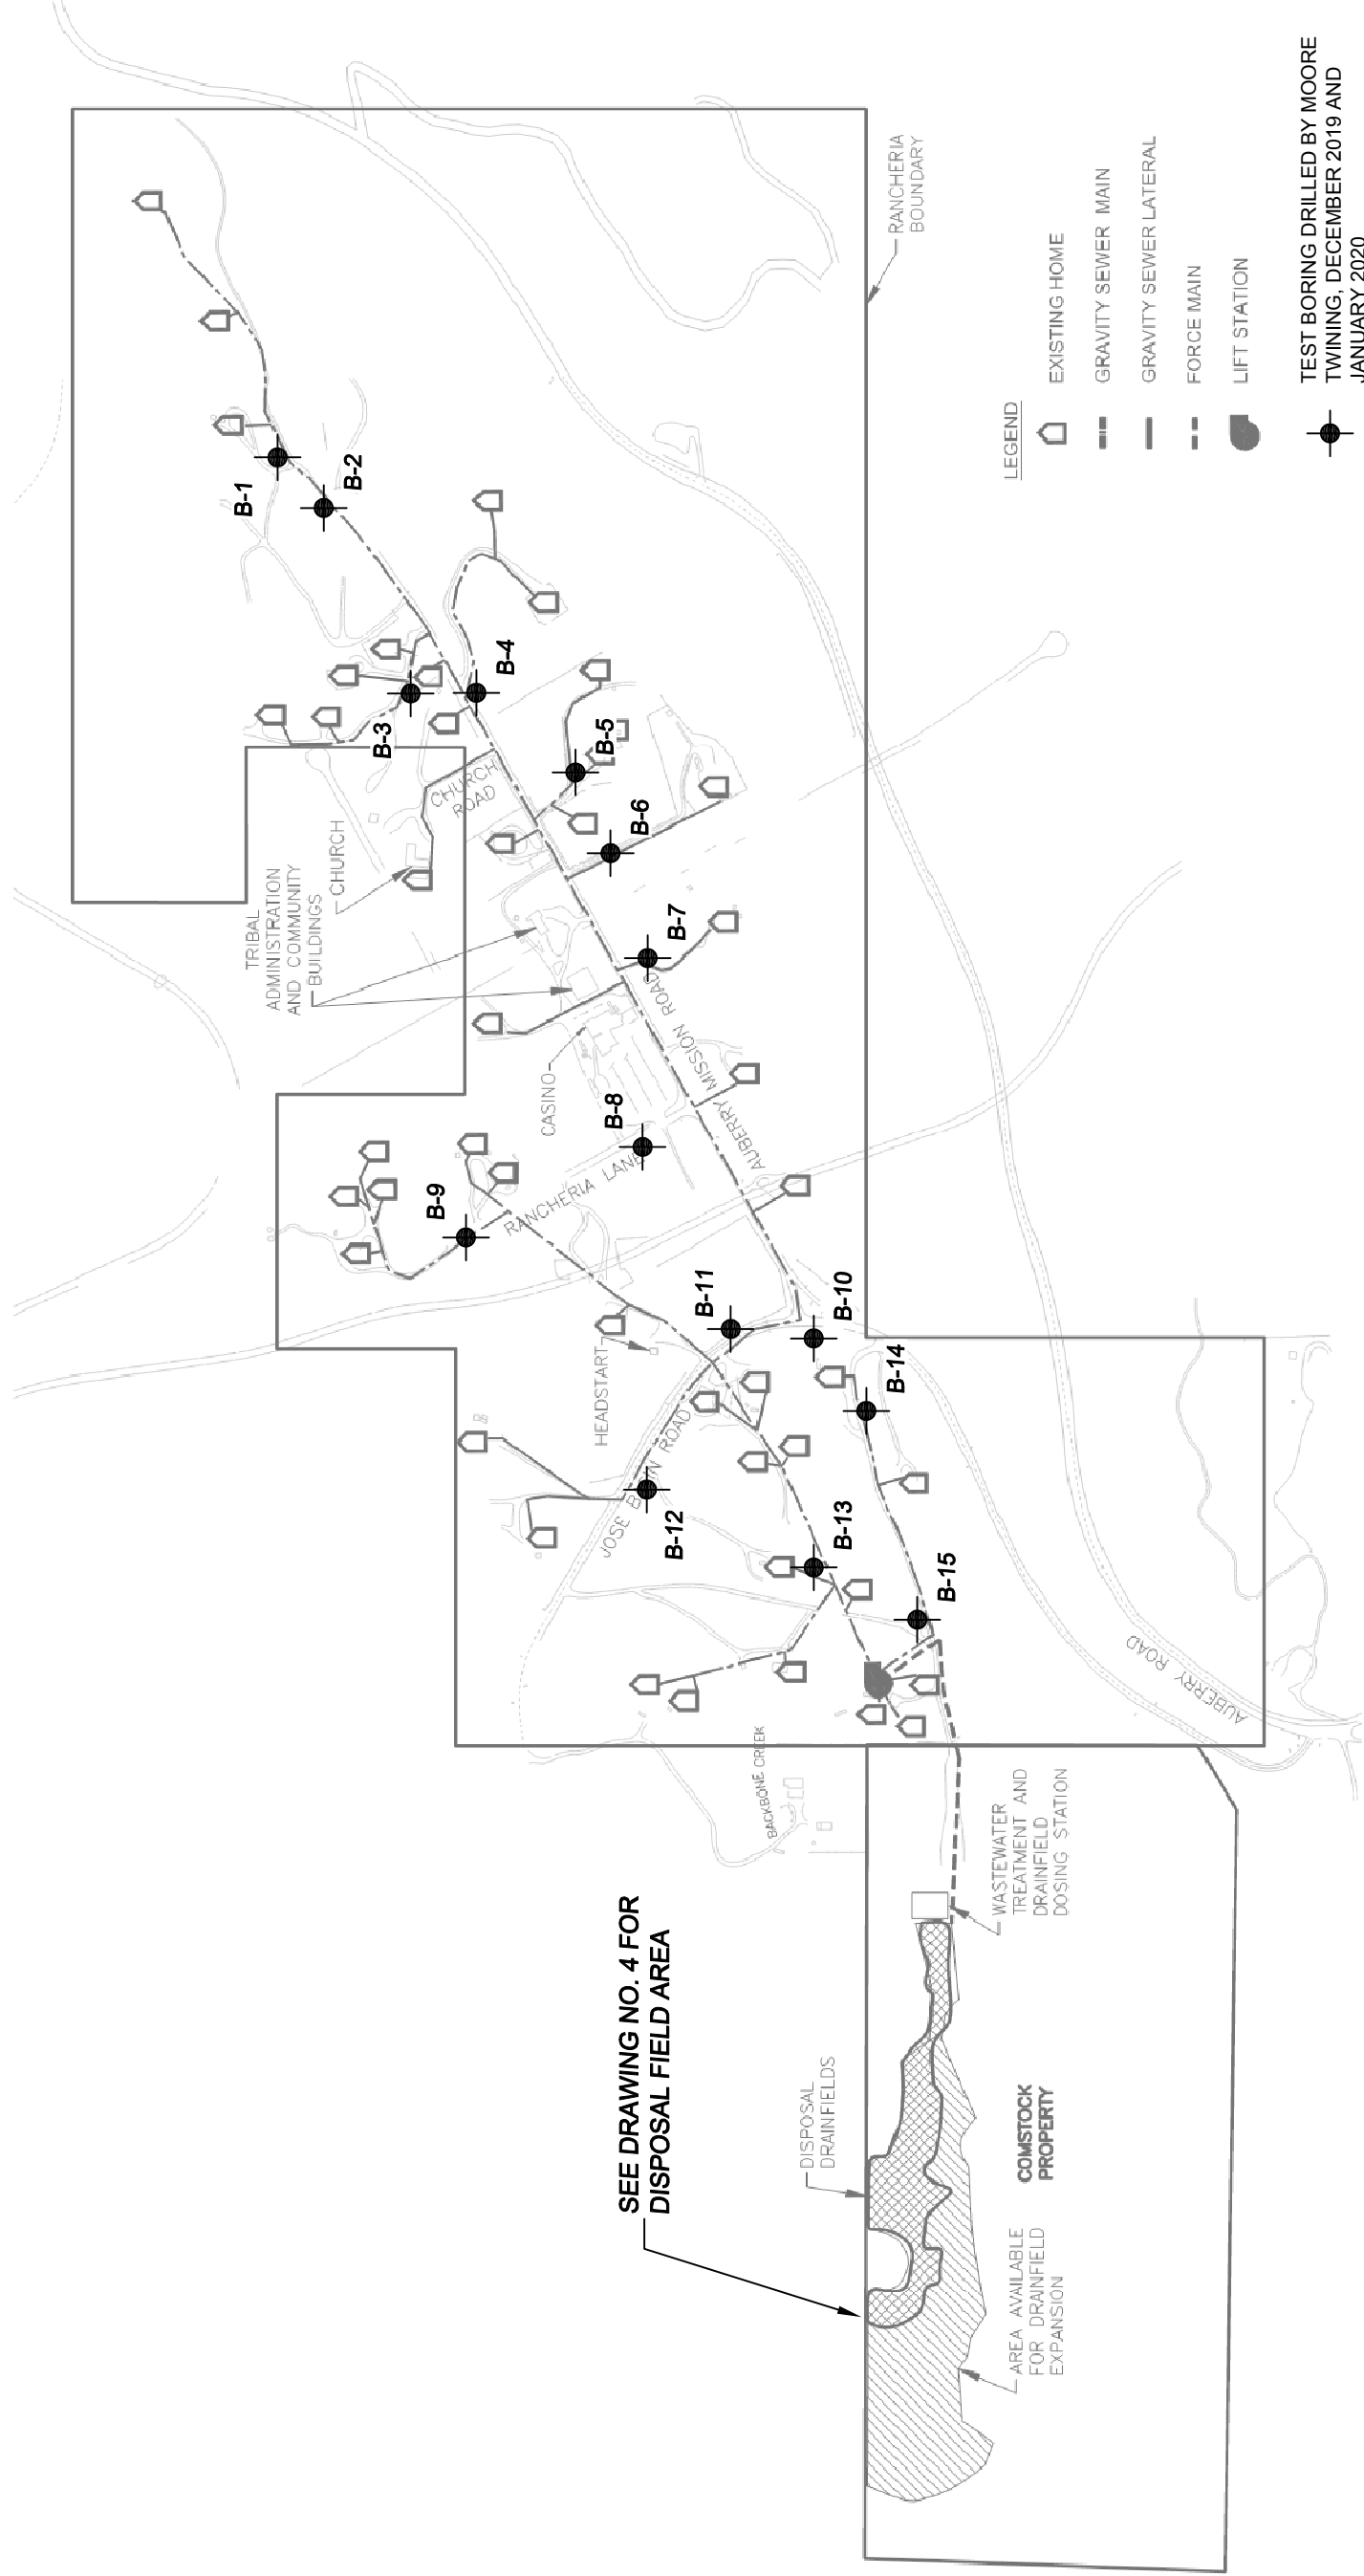 B-1
B-2
B-3
B-4
B-5
B-6
B-7
B-8
B-9
B-10
B-11
B-12
B-13
B-14
B-15
CHURCH
ROAD
CHURCH
TRIBAL
ADMINISTRATION
AND COMMUNITY
BUILDINGS
CASINO
AUBERRY MISSION ROAD
RANCHERIA LANE
HEADSTART
JOSE B
N ROAD
BACKBONE CREEK
AUBERRY ROAD
RANCHERIA
BOUNDARY
WASTEWATER
TREATMENT AND
DRAINFIELD
DOSING STATION
SEE DRAWING NO. 4 FOR
DISPOSAL FIELD AREA
DISPOSAL
DRAINFIELDS
COMSTOCK
PROPERTY
AREA AVAILABLE
FOR DRAINFIELD
EXPANSION
LEGEND
EXISTING HOME
GRAVITY SEWER MAIN
GRAVITY SEWER LATERAL
FORCE MAIN
LIFT STATION
TEST BORING DRILLED BY MOORE
TWINING, DECEMBER 2019 AND
JANUARY 2020